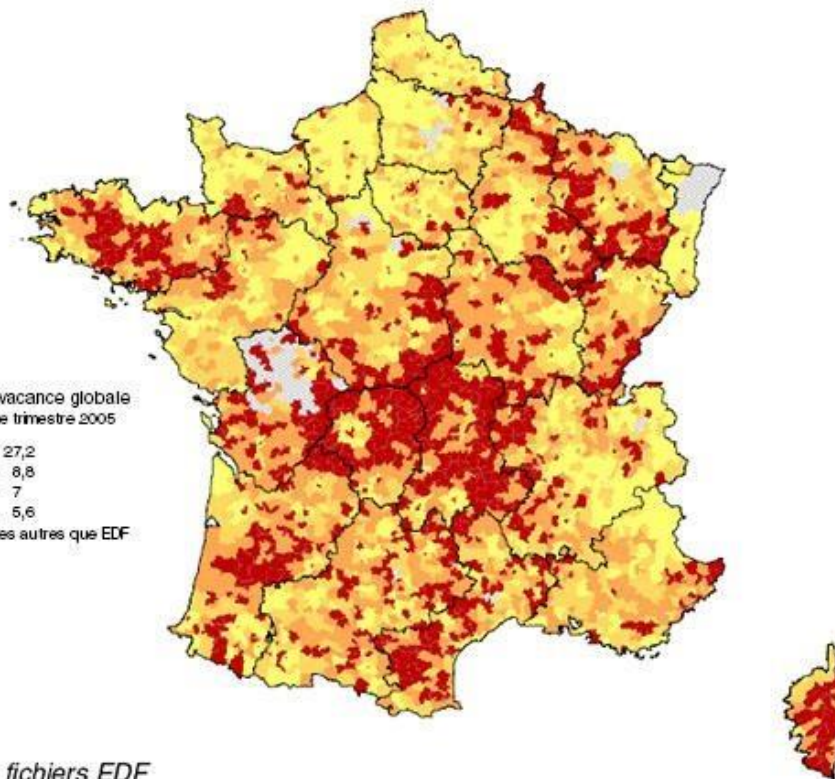 vacance globale
e trimestre 2005
27,2
8,8
7
5,6
es autres que EDF
fichiers EDF